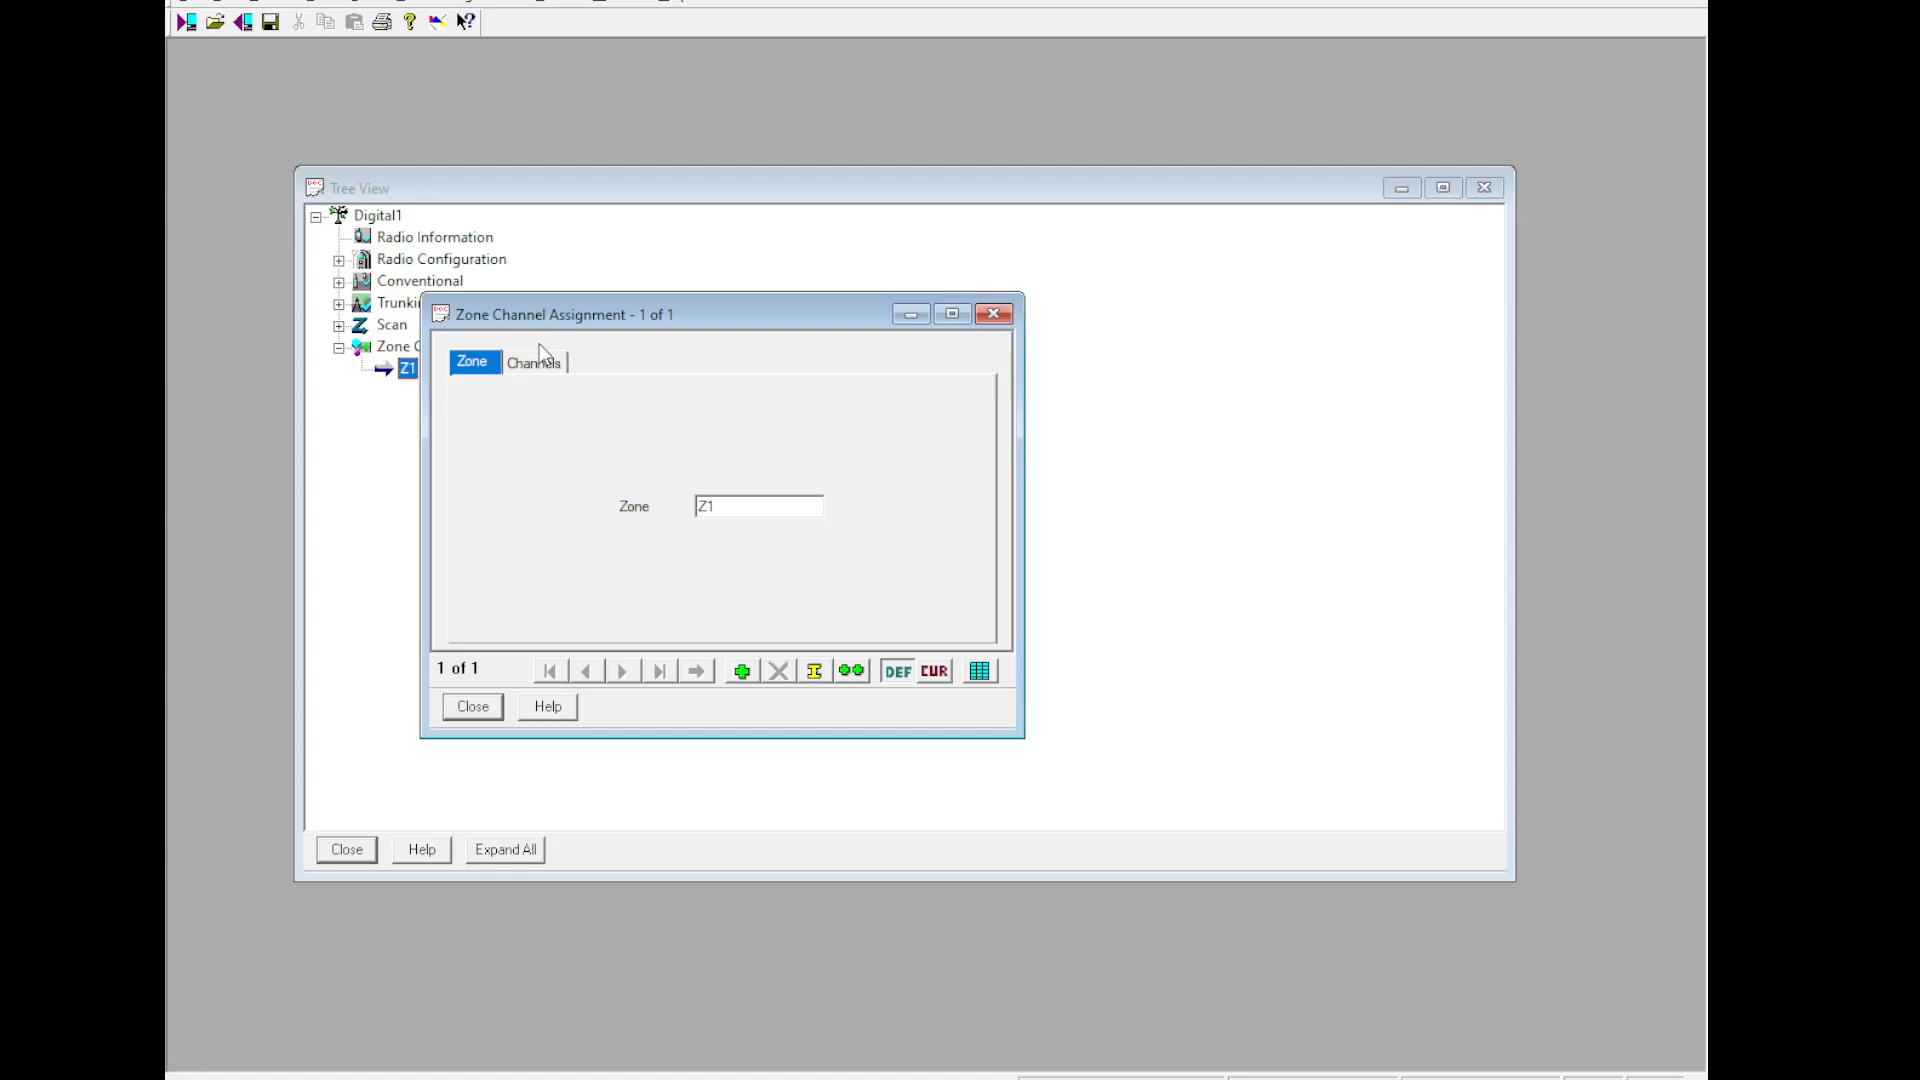 Tree View
Digital1
Radio Information
Radio Configuration
Conventional
Trunki
Scan
Zone C
Z1
Zone Channel Assignment - 1 of 1
Zone
Channels
Zone
Z1
1 of 1
DEF
CUR
Close
Help
Close
Help
Expand All